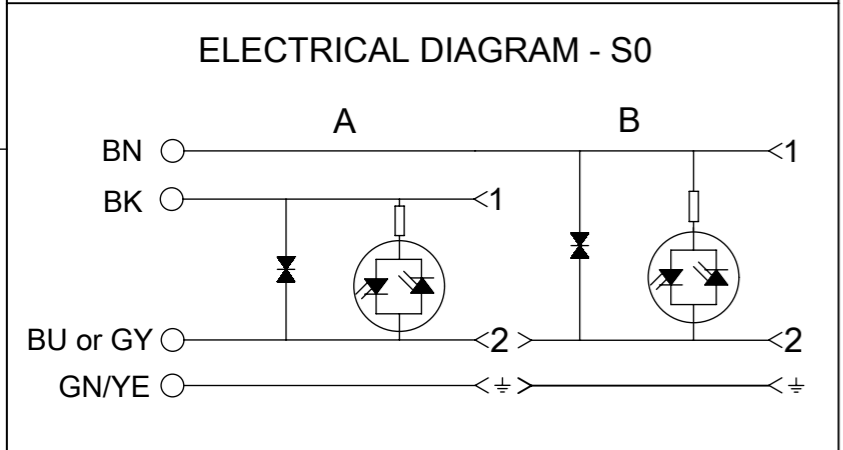 ELECTRICAL DIAGRAM - S0
A B
BN 1
BK 1
BU or GY 2 2
GN/YE